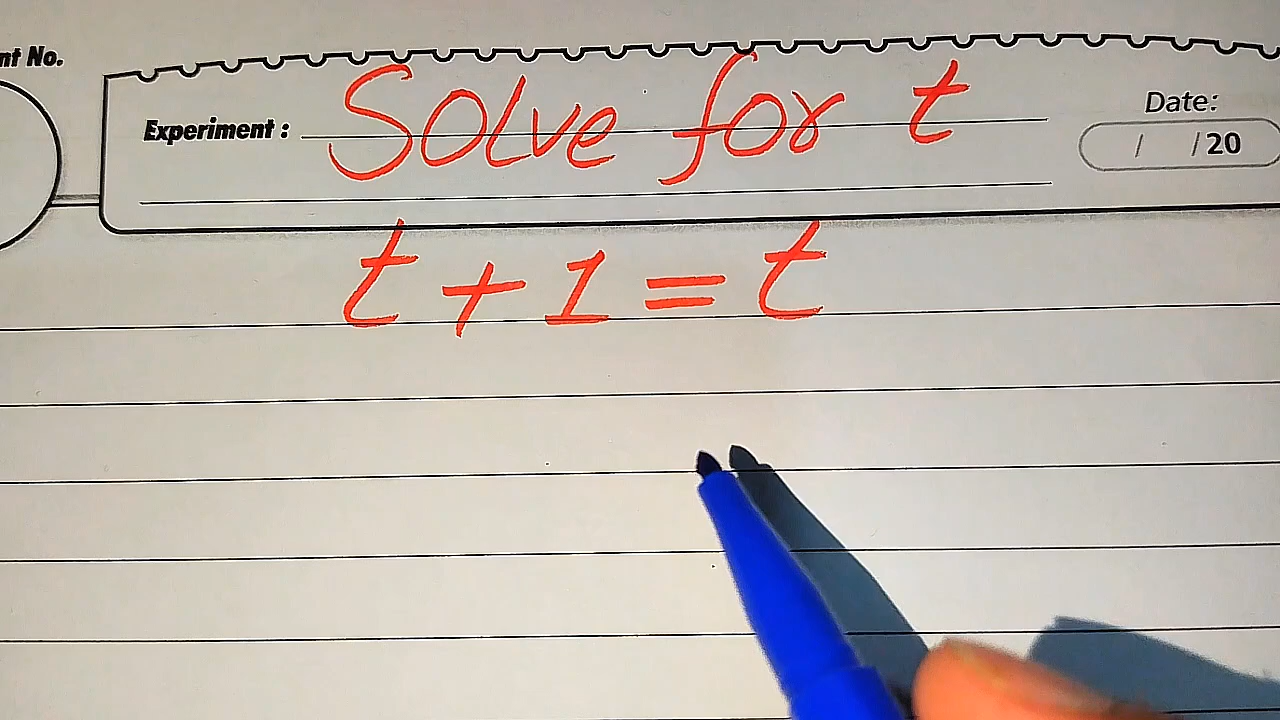 nt No.
Experiment : Solve for t
Date:
/ /20
t + 1 = t